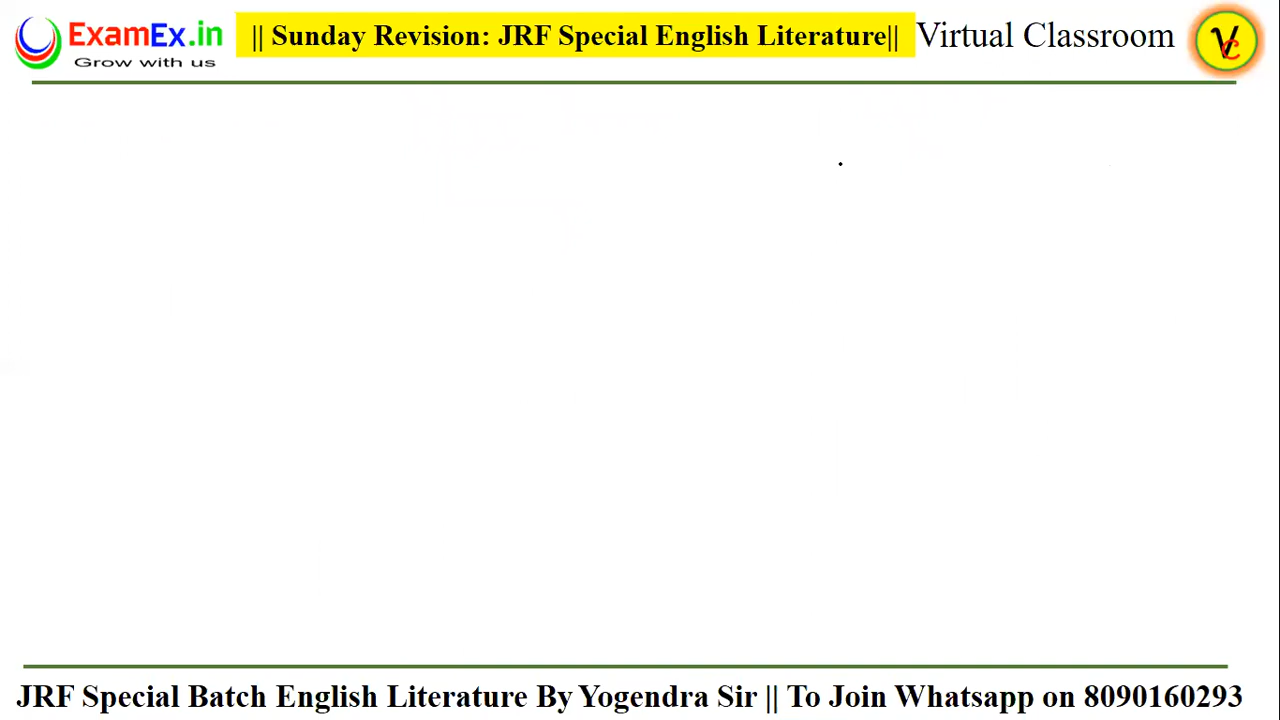 ExamEx.in
Grow with us
|| Sunday Revision: JRF Special English Literature||
Virtual Classroom
VC
JRF Special Batch English Literature By Yogendra Sir || To Join Whatsapp on 8090160293